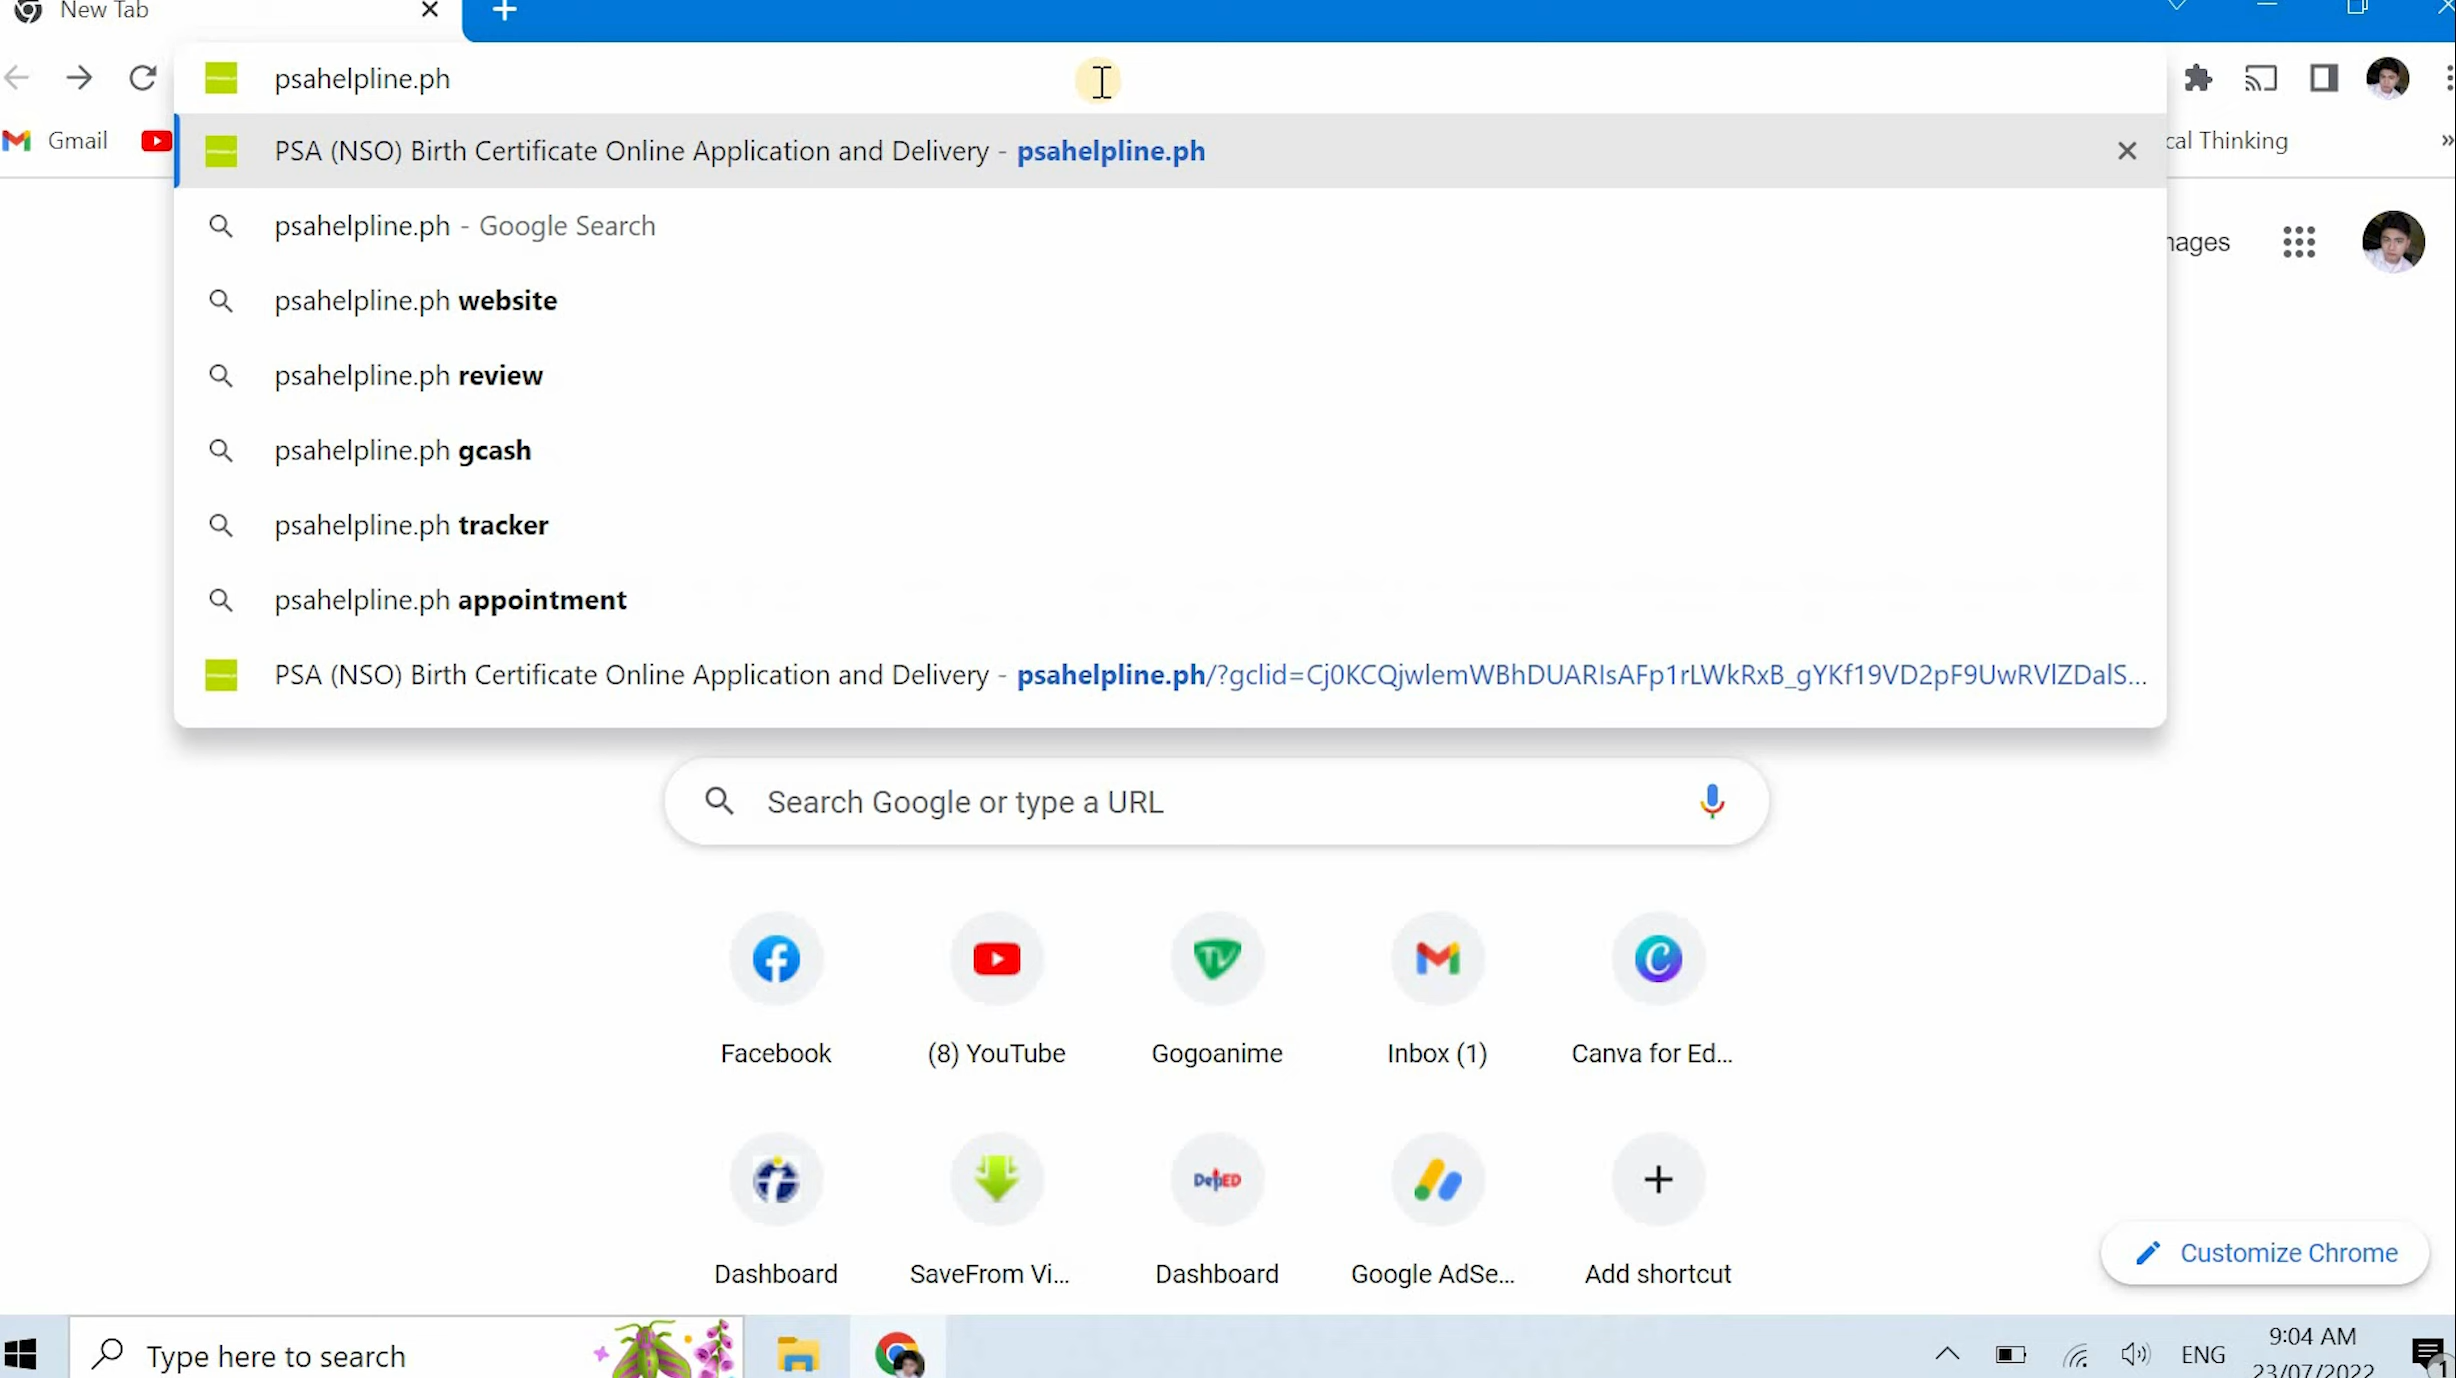 New Tab
psahelpline.ph
Gmail
PSA (NSO) Birth Certificate Online Application and Delivery - psahelpline.ph
cal Thinking
psahelpline.ph - Google Search
nages
psahelpline.ph website
psahelpline.ph review
psahelpline.ph gcash
psahelpline.ph tracker
psahelpline.ph appointment
PSA (NSO) Birth Certificate Online Application and Delivery - psahelpline.ph/?gclid=Cj0KCQjwlemWBhDUARIsAFp1rLWkRxB_gYKf19VD2pF9UwRVlZDalS...
Search Google or type a URL
Facebook
(8) YouTube
Gogoanime
Inbox (1)
Canva for Ed...
DepED
Dashboard
SaveFrom Vi...
Dashboard
Google AdSe...
Add shortcut
Customize Chrome
Type here to search
ENG
9:04 AM
23/07/2022
1